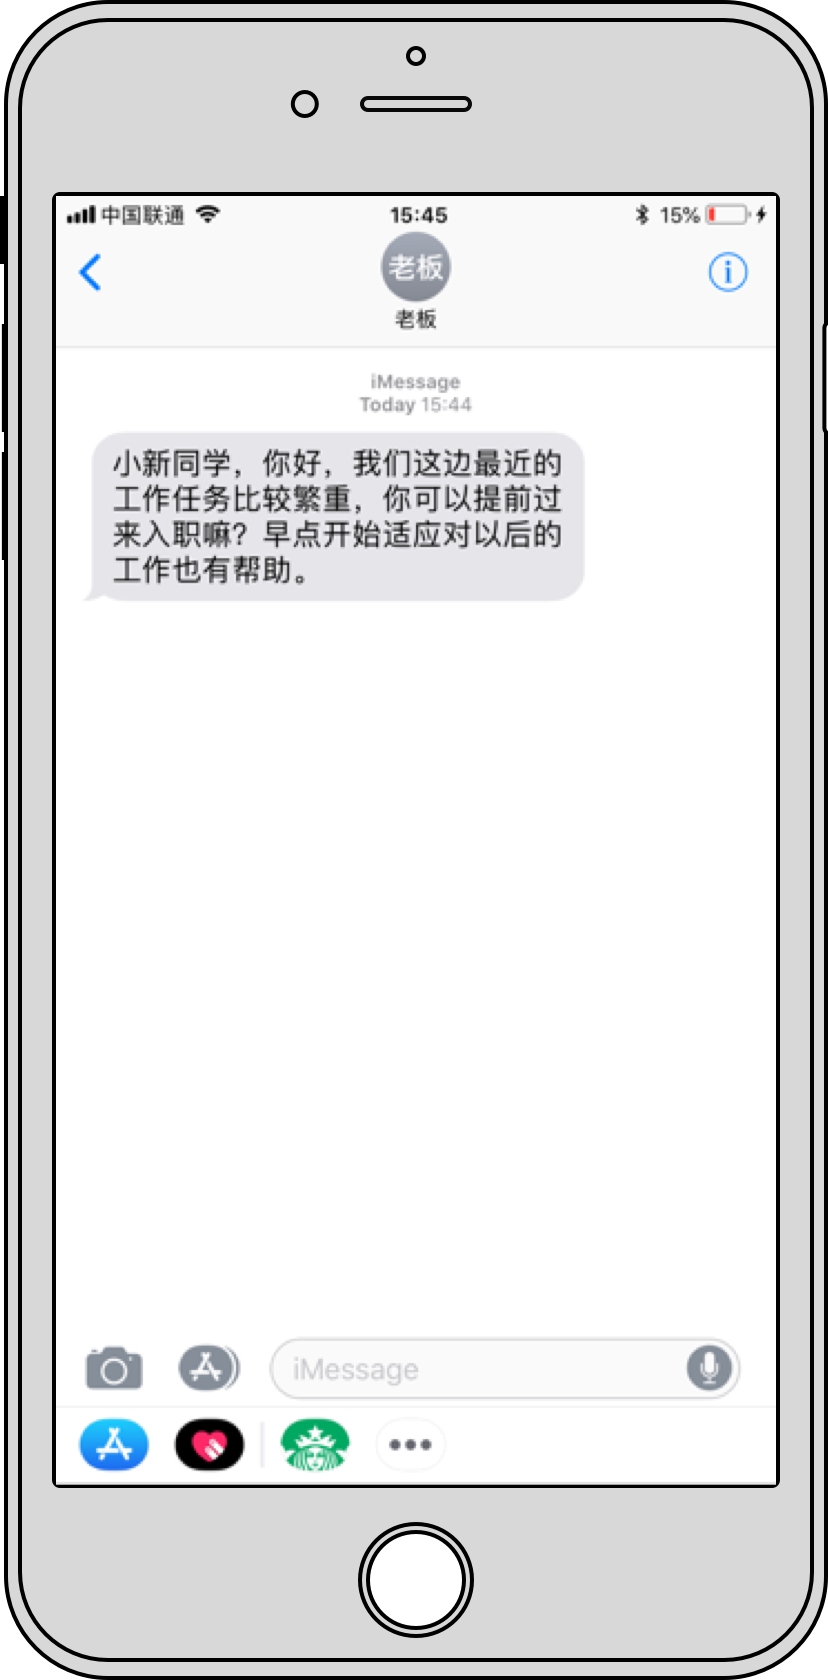 中国联通
15:45
15%
老板
老板
iMessage
Today 15:44
小新同学，你好，我们这边最近的
工作任务比较繁重，你可以提前过
来入职嘛？早点开始适应对以后的
工作也有帮助。
iMessage